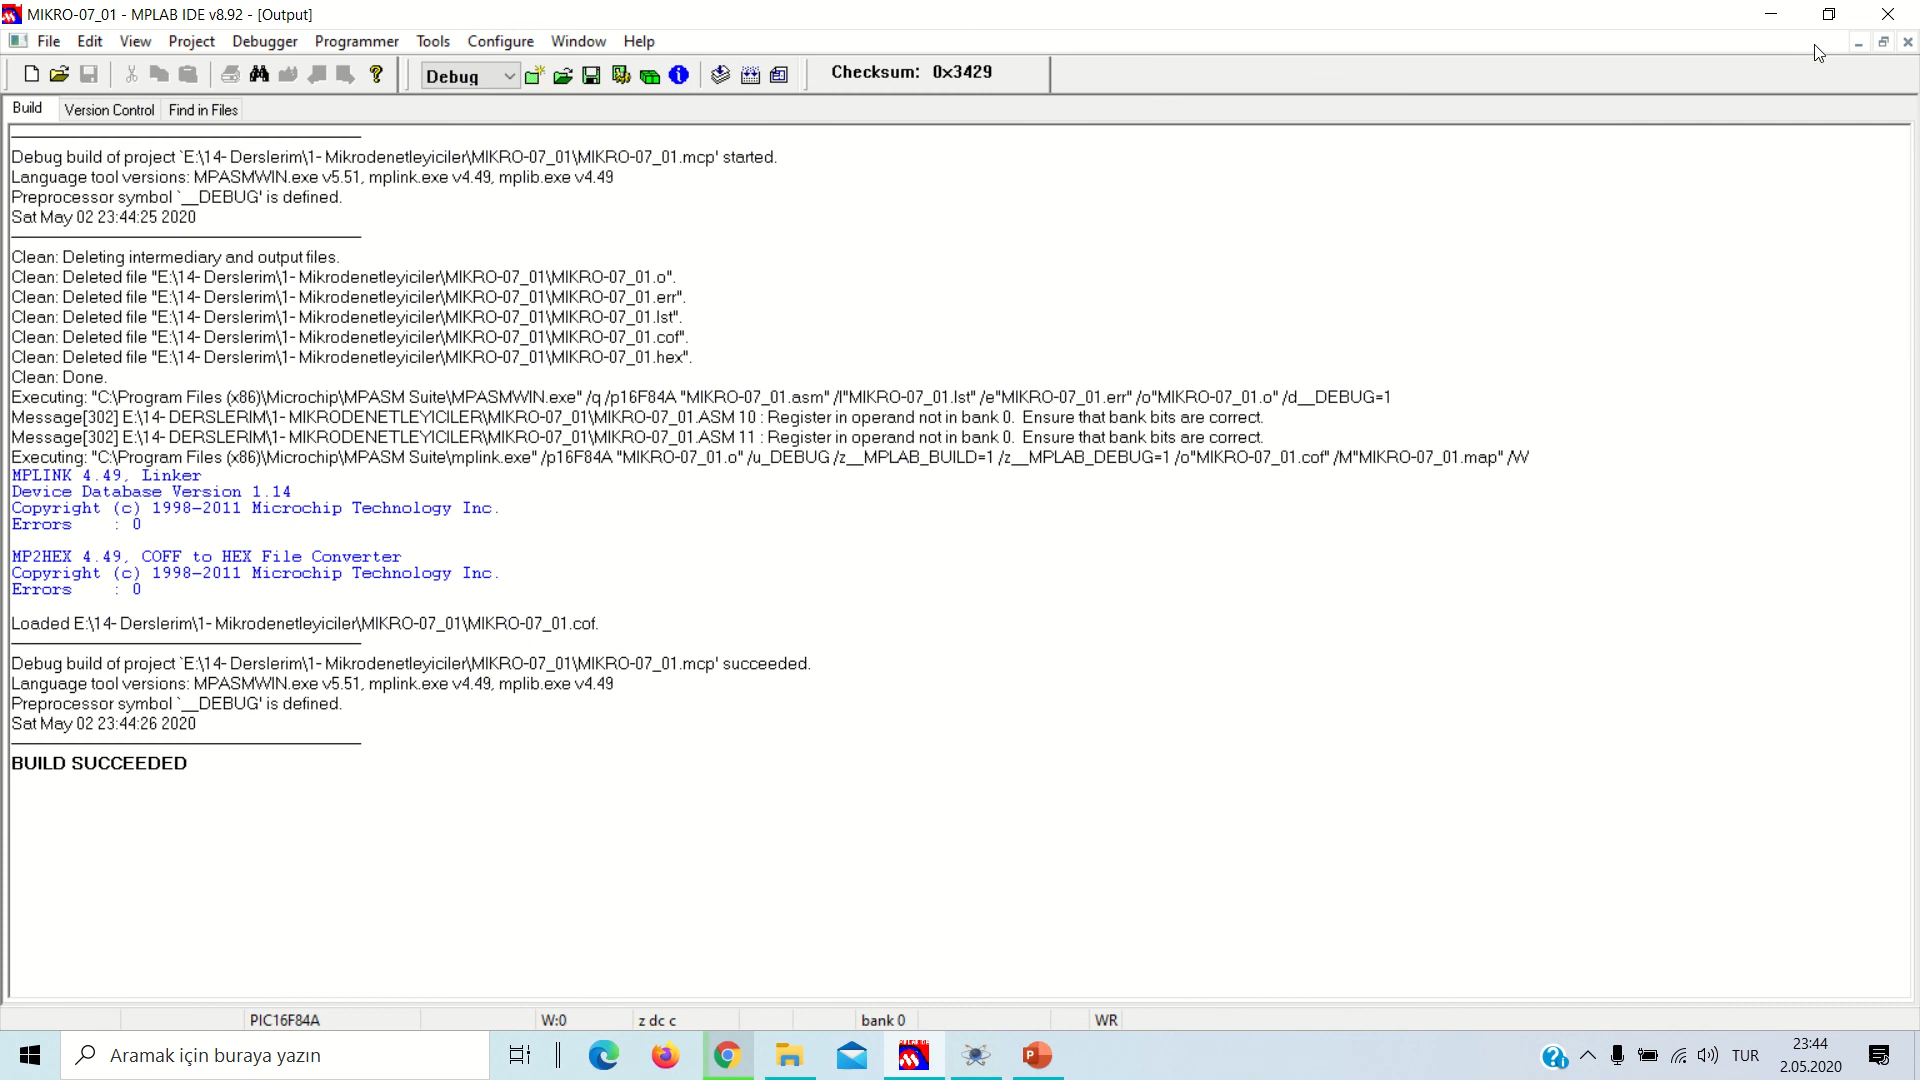 MIKRO-07_01 - MPLAB IDE v8.92 - [Output]
File Edit View Project Debugger Programmer Tools Configure Window Help
Debug Checksum: 0x3429
Build Version Control Find in Files
Debug build of project `E:\14- Derslerim\1- Mikrodenetleyiciler\MIKRO-07_01\MIKRO-07_01.mcp' started.
Language tool versions: MPASMWIN.exe v5.51, mplink.exe v4.49, mplib.exe v4.49
Preprocessor symbol `__DEBUG' is defined.
Sat May 02 23:44:25 2020
Clean: Deleting intermediary and output files.
Clean: Deleted file "E:\14- Derslerim\1- Mikrodenetleyiciler\MIKRO-07_01\MIKRO-07_01.o".
Clean: Deleted file "E:\14- Derslerim\1- Mikrodenetleyiciler\MIKRO-07_01\MIKRO-07_01.err".
Clean: Deleted file "E:\14- Derslerim\1- Mikrodenetleyiciler\MIKRO-07_01\MIKRO-07_01.lst".
Clean: Deleted file "E:\14- Derslerim\1- Mikrodenetleyiciler\MIKRO-07_01\MIKRO-07_01.cof".
Clean: Deleted file "E:\14- Derslerim\1- Mikrodenetleyiciler\MIKRO-07_01\MIKRO-07_01.hex".
Clean: Done.
Executing: "C:\Program Files (x86)\Microchip\MPASM Suite\MPASMWIN.exe" /q /p16F84A "MIKRO-07_01.asm" /l"MIKRO-07_01.lst" /e"MIKRO-07_01.err" /o"MIKRO-07_01.o" /d__DEBUG=1
Message[302] E:\14- DERSLERIM\1- MIKRODENETLEYICILER\MIKRO-07_01\MIKRO-07_01.ASM 10 : Register in operand not in bank 0. Ensure that bank bits are correct.
Message[302] E:\14- DERSLERIM\1- MIKRODENETLEYICILER\MIKRO-07_01\MIKRO-07_01.ASM 11 : Register in operand not in bank 0. Ensure that bank bits are correct.
Executing: "C:\Program Files (x86)\Microchip\MPASM Suite\mplink.exe" /p16F84A "MIKRO-07_01.o" /u_DEBUG /z__MPLAB_BUILD=1 /z__MPLAB_DEBUG=1 /o"MIKRO-07_01.cof" /M"MIKRO-07_01.map" /W
MPLINK 4.49, Linker
Device Database Version 1.14
Copyright (c) 1998-2011 Microchip Technology Inc.
Errors : 0
MP2HEX 4.49, COFF to HEX File Converter
Copyright (c) 1998-2011 Microchip Technology Inc.
Errors : 0
Loaded E:\14- Derslerim\1- Mikrodenetleyiciler\MIKRO-07_01\MIKRO-07_01.cof.
Debug build of project `E:\14- Derslerim\1- Mikrodenetleyiciler\MIKRO-07_01\MIKRO-07_01.mcp' succeeded.
Language tool versions: MPASMWIN.exe v5.51, mplink.exe v4.49, mplib.exe v4.49
Preprocessor symbol `__DEBUG' is defined.
Sat May 02 23:44:26 2020
BUILD SUCCEEDED
PIC16F84A W:0 z dc c bank 0 WR
Aramak için buraya yazın TUR 23:44
2.05.2020